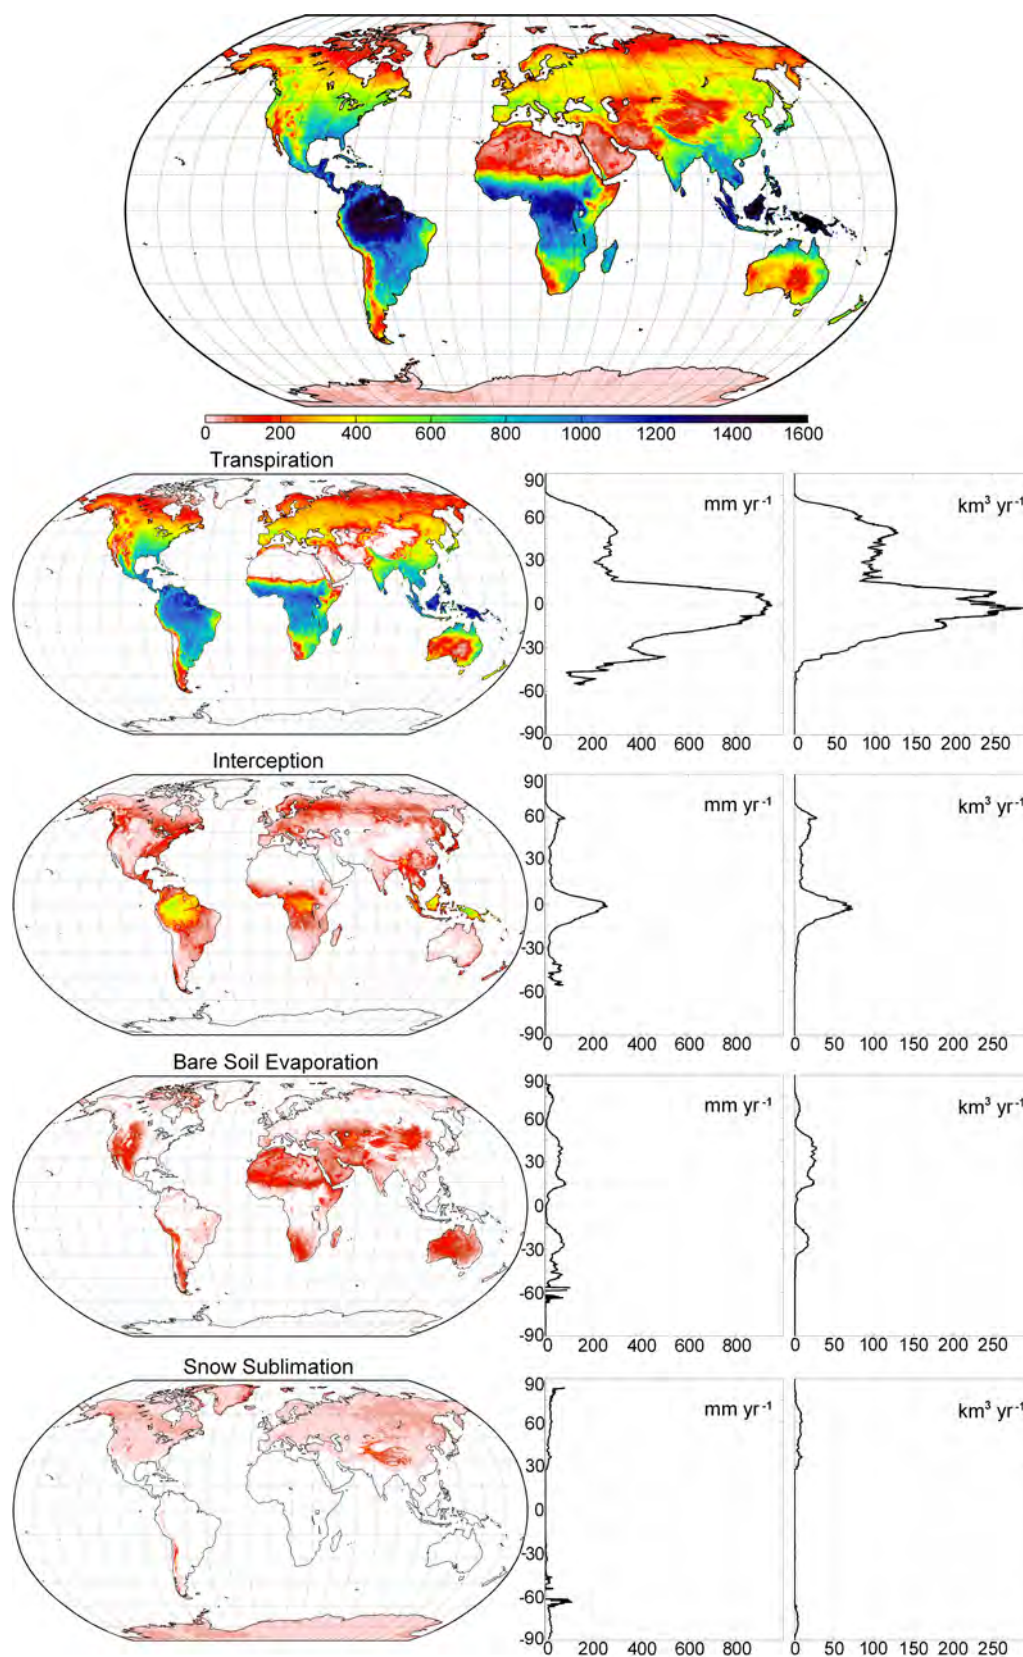 0 200 400 600 800 1000 1200 1400 1600
Transpiration
90
60
30
0
-30
-60
-90
mm yr⁻¹
0 200 400 600 800
km³ yr⁻¹
0 50 100 150 200 250
Interception
90
60
30
0
-30
-60
-90
mm yr⁻¹
0 200 400 600 800
km³ yr⁻¹
0 50 100 150 200 250
Bare Soil Evaporation
90
60
30
0
-30
-60
-90
mm yr⁻¹
0 200 400 600 800
km³ yr⁻¹
0 50 100 150 200 250
Snow Sublimation
90
60
30
0
-30
-60
-90
mm yr⁻¹
0 200 400 600 800
km³ yr⁻¹
0 50 100 150 200 250